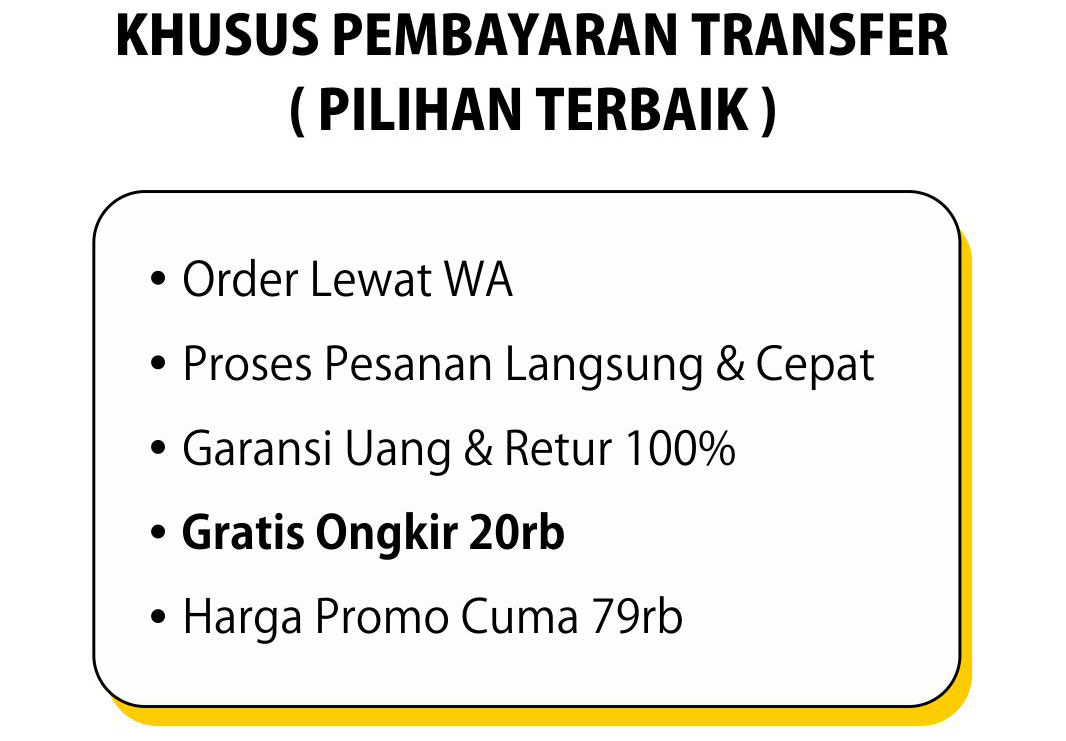 KHUSUS PEMBAYARAN TRANSFER
( PILIHAN TERBAIK )
• Order Lewat WA
• Proses Pesanan Langsung & Cepat
• Garansi Uang & Retur 100%
• Gratis Ongkir 20rb
• Harga Promo Cuma 79rb